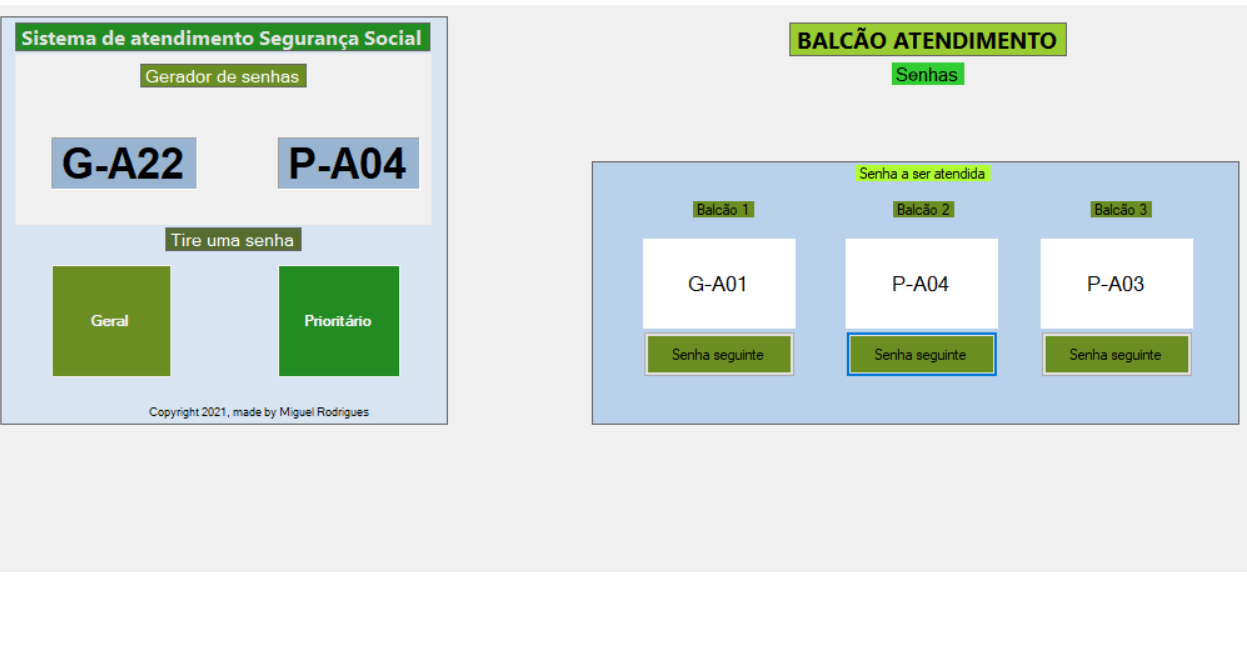 Sistema de atendimento Segurança Social
Gerador de senhas
G-A22 P-A04
Tire uma senha
Geral Prioritário
Copyright 2021, made by Miguel Rodrigues
BALCÃO ATENDIMENTO
Senhas
Senha a ser atendida
Balcão 1 Balcão 2 Balcão 3
G-A01 P-A04 P-A03
Senha seguinte Senha seguinte Senha seguinte